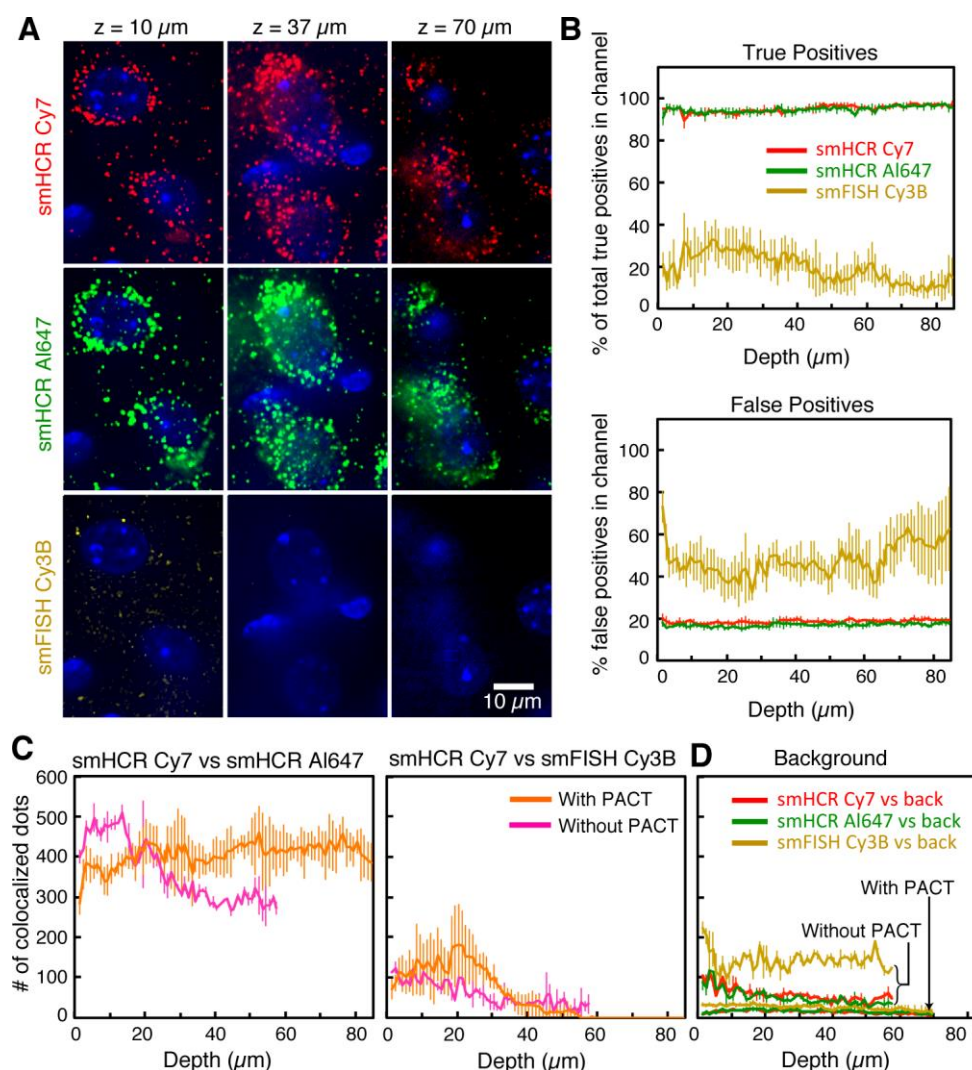 A
z = 10 µm
z = 37 µm
z = 70 µm
smHCR Cy7
smHCR Al647
smFISH Cy3B
10 µm
B
True Positives
% of total true positives in channel
100
80
60
40
20
0
smHCR Cy7
smHCR Al647
smFISH Cy3B
0
20
40
60
80
Depth (µm)
False Positives
% false positives in channel
100
80
60
40
20
0
0
20
40
60
80
Depth (µm)
C
smHCR Cy7 vs smHCR Al647
# of colocalized dots
600
500
400
300
200
100
0
0
20
40
60
80
Depth (µm)
smHCR Cy7 vs smFISH Cy3B
With PACT
Without PACT
0
20
40
60
80
Depth (µm)
D
Background
smHCR Cy7 vs back
smHCR Al647 vs back
smFISH Cy3B vs back
With PACT
Without PACT
0
20
40
60
80
Depth (µm)